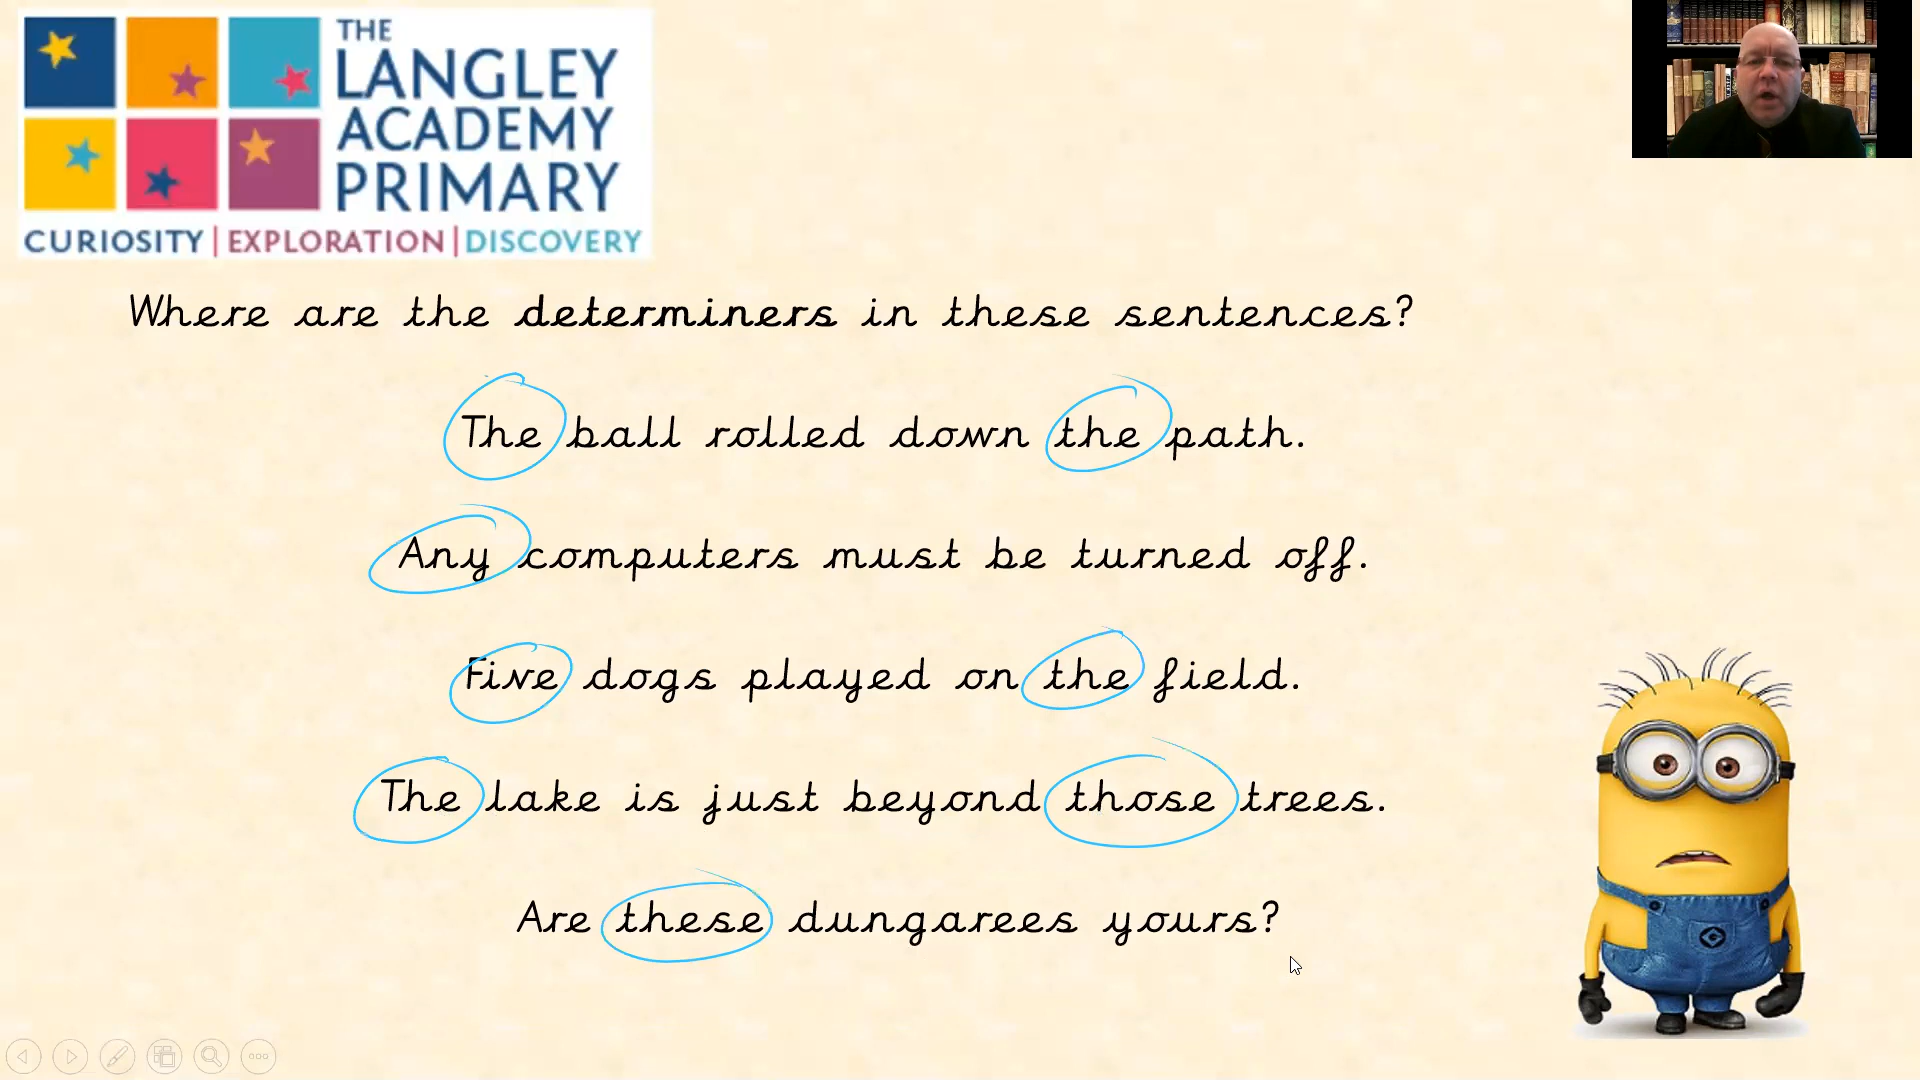 THE
LANGLEY
ACADEMY
PRIMARY
CURIOSITY | EXPLORATION | DISCOVERY
Where are the determiners in these sentences?
The ball rolled down the path.
Any computers must be turned off.
Five dogs played on the field.
The lake is just beyond those trees.
Are these dungarees yours?